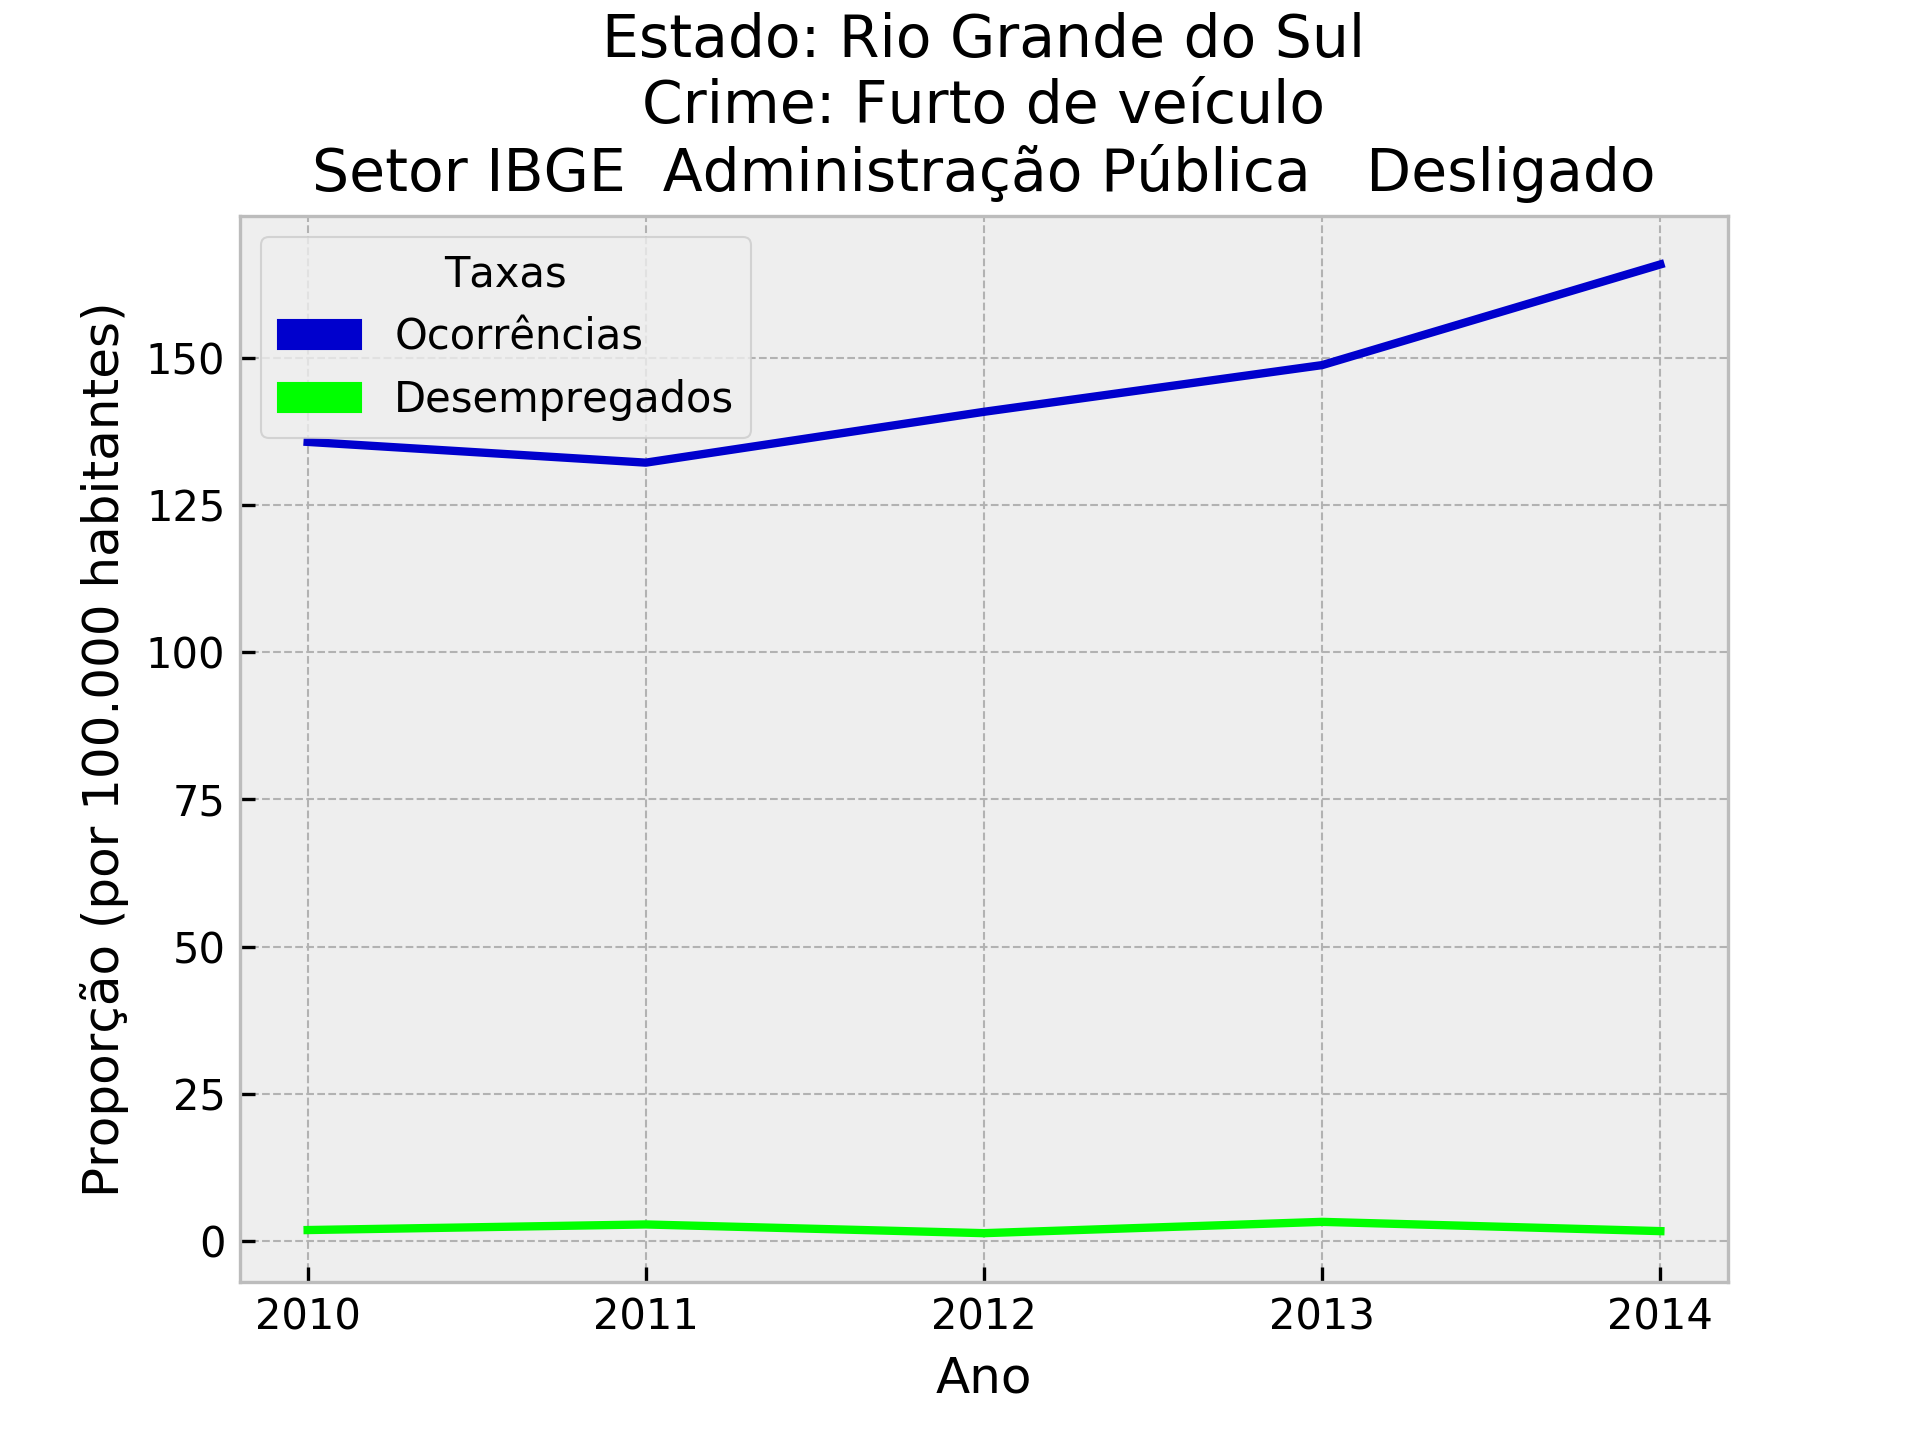 Estado: Rio Grande do Sul
Crime: Furto de veículo
Setor IBGE  Administração Pública   Desligado
Taxas
Ocorrências
Desempregados
Proporção (por 100.000 habitantes)
150
125
100
75
50
25
0
2010 2011 2012 2013 2014
Ano